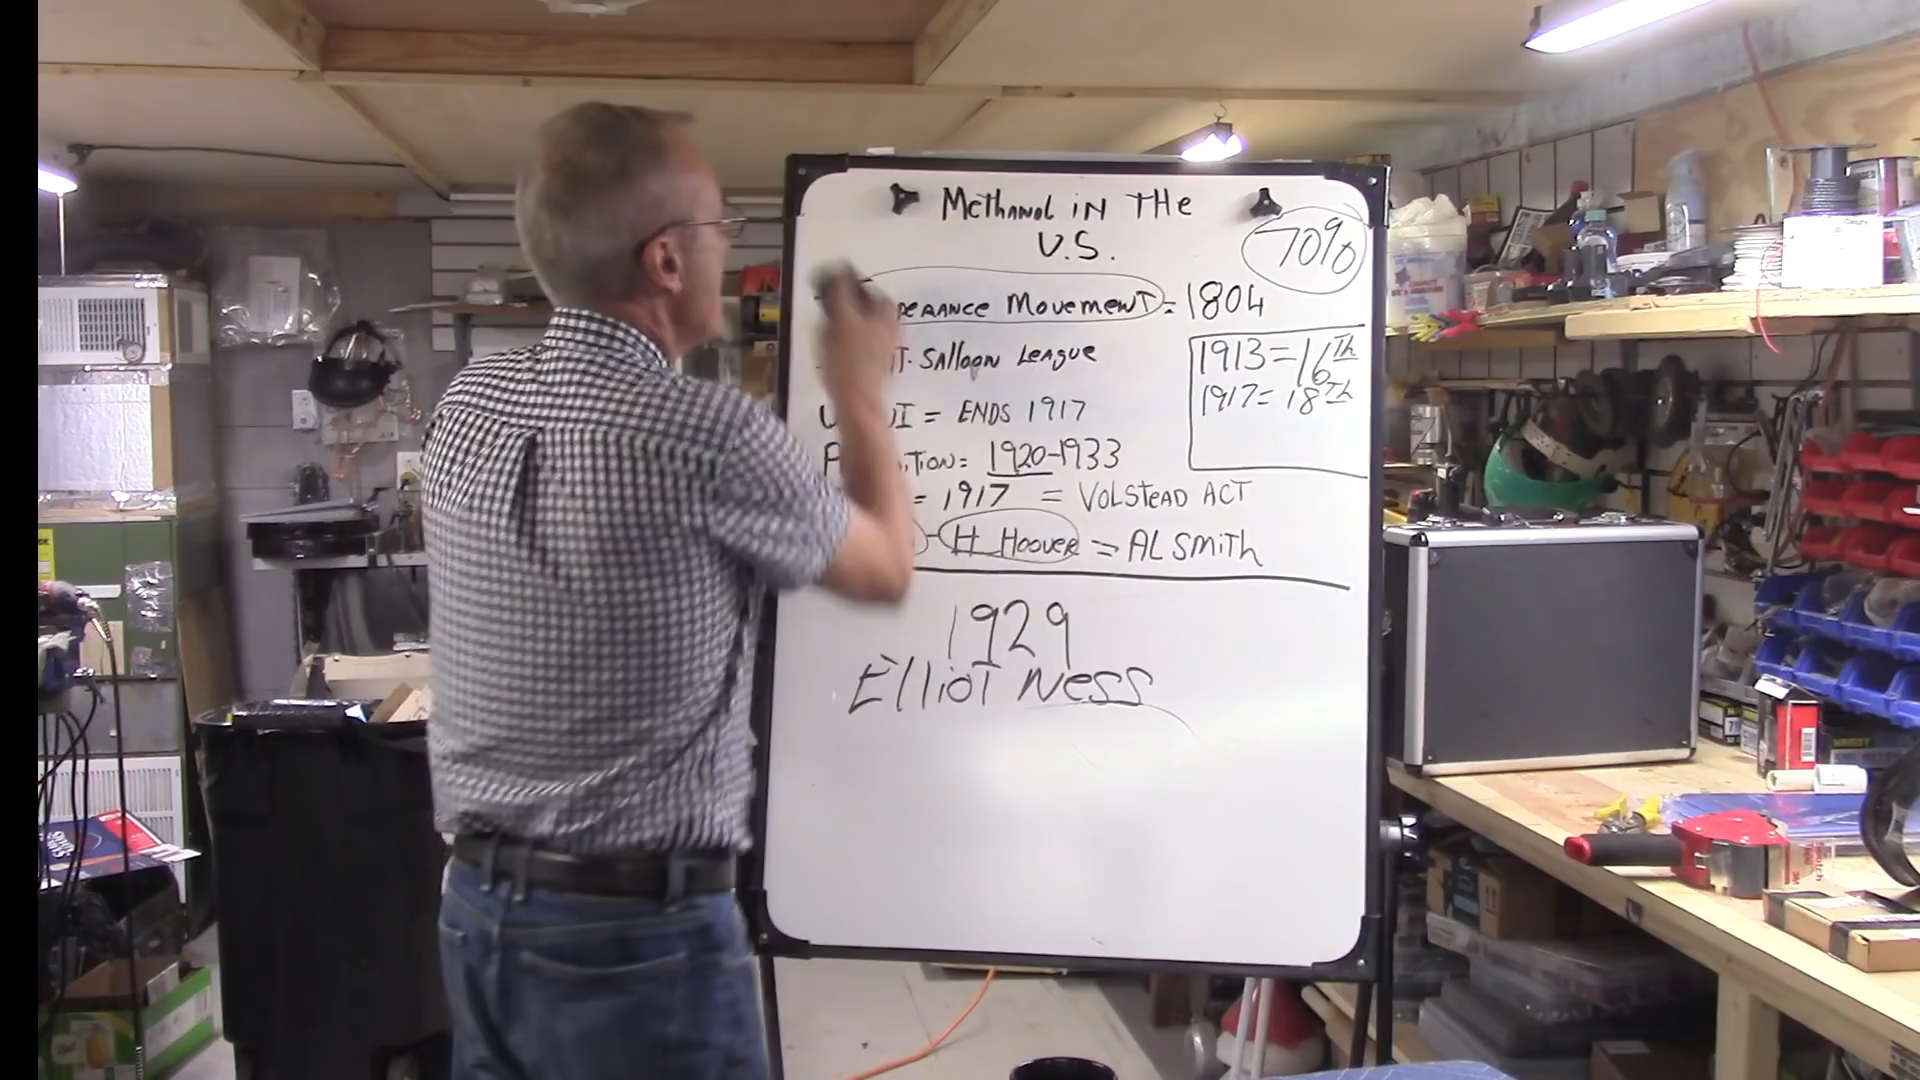 Methanol in the
U.S.
70%
perance Movement = 1804
T. Salloon League
1913 = 16th
1917 = 18th
I = ENDS 1917
ition = 1920-1933
= 1917 = Volstead Act
- H Hoover = Al Smith
1929
Elliot Ness